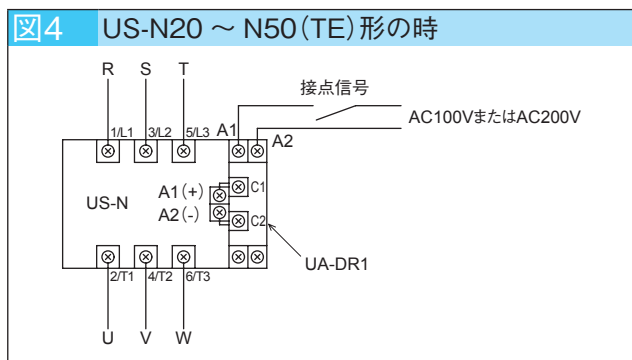 図4 US-N20 ～ N50(TE)形の時
R S T
接点信号
AC100VまたはAC200V
1/L1 3/L2 5/L3 A1 A2
A1(+) C1
US-N
A2(-) C2
UA-DR1
2/T1 4/T2 6/T3
U V W